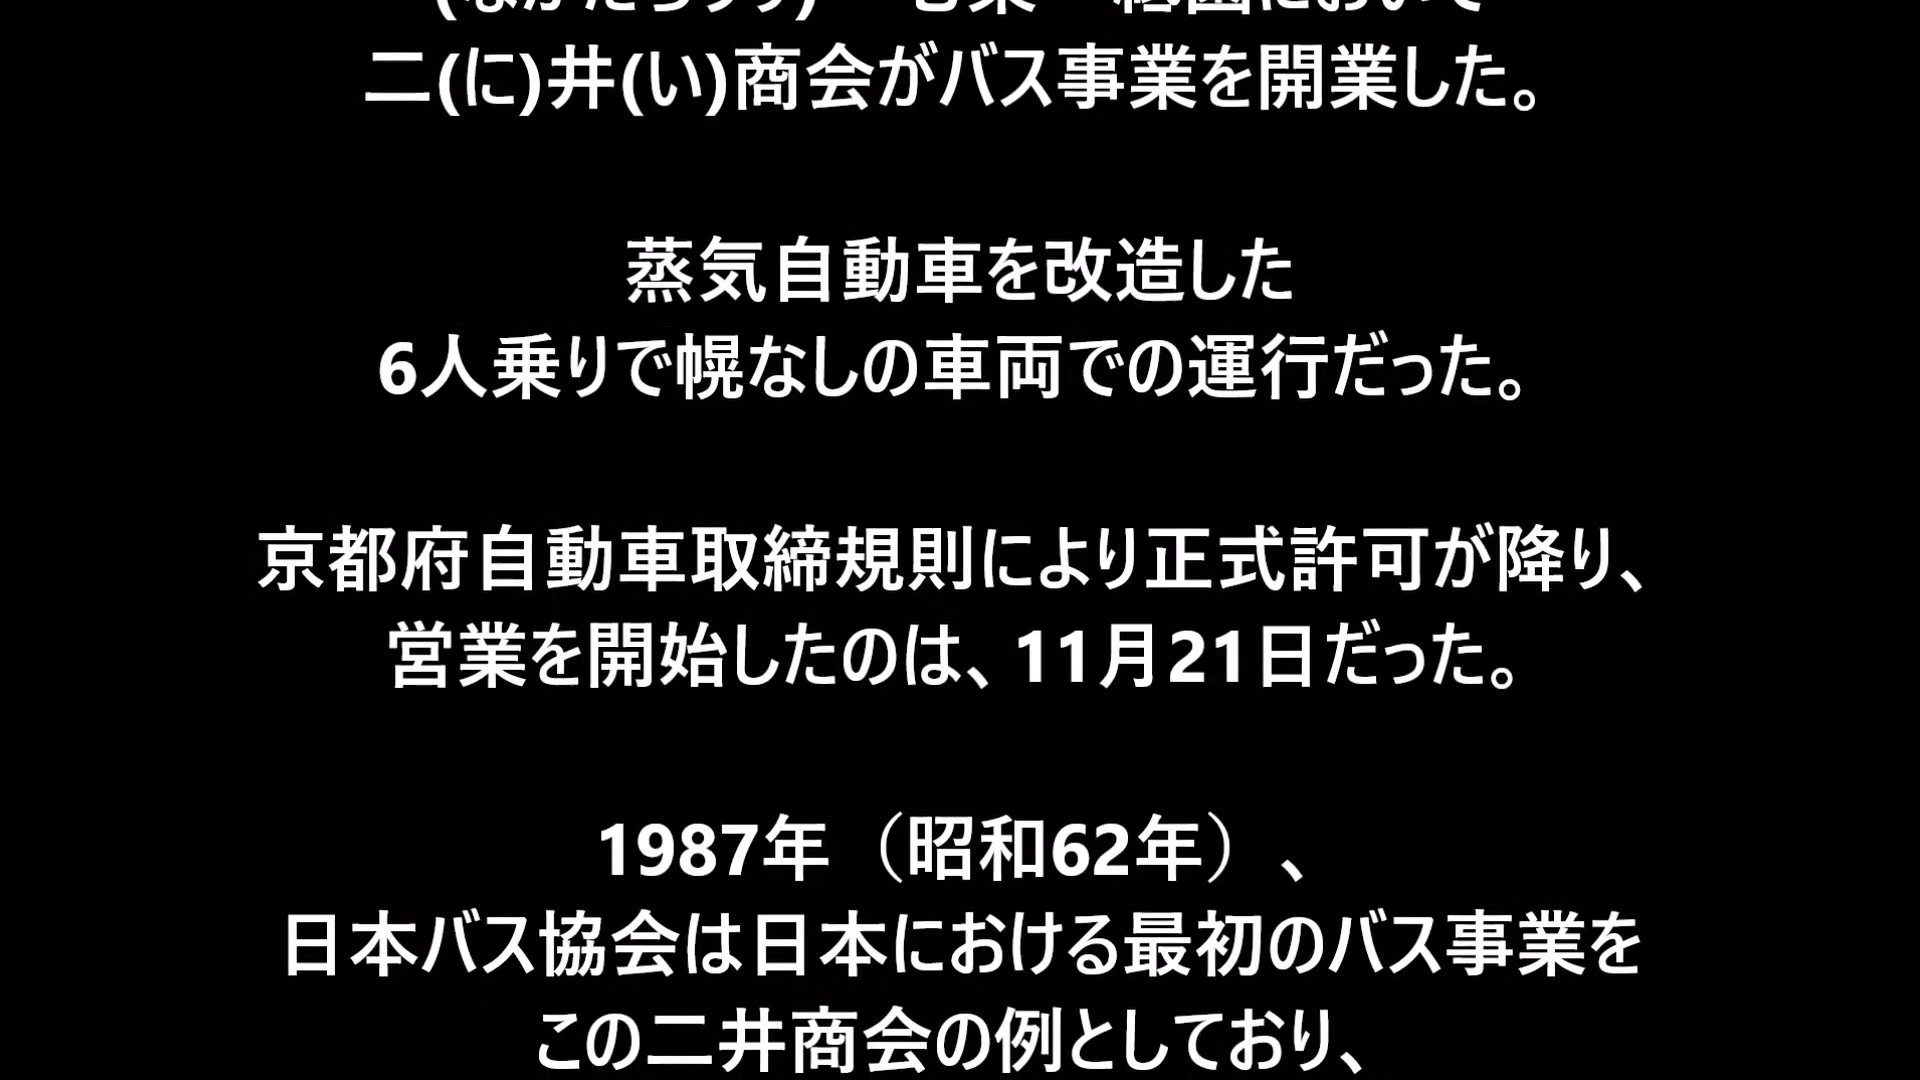 二(に)井(い)商会がバス事業を開業した。
蒸気自動車を改造した
6人乗りで幌なしの車両での運行だった。
京都府自動車取締規則により正式許可が降り、
営業を開始したのは、11月21日だった。
1987年（昭和62年）、
日本バス協会は日本における最初のバス事業を
この二井商会の例としており、